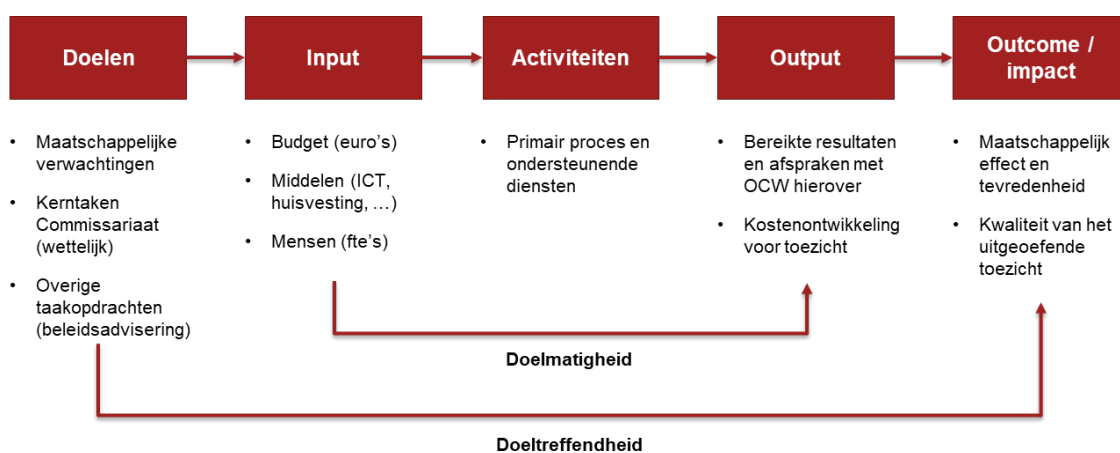 Doelen
Input
Activiteiten
Output
Outcome /
impact
• Maatschappelijke
verwachtingen
• Kerntaken
Commissariaat
(wettelijk)
• Overige
taakopdrachten
(beleidsadvisering)
• Budget (euro's)
• Middelen (ICT,
huisvesting, …)
• Mensen (fte's)
• Primair proces en
ondersteunende
diensten
• Bereikte resultaten
en afspraken met
OCW hierover
• Kostenontwikkeling
voor toezicht
• Maatschappelijk
effect en
tevredenheid
• Kwaliteit van het
uitgeoefende
toezicht
Doelmatigheid
Doeltreffendheid